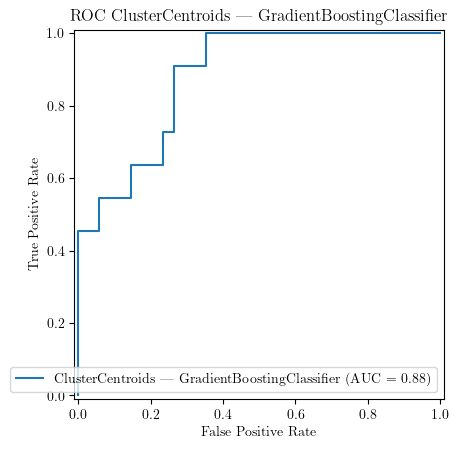 ROC ClusterCentroids — GradientBoostingClassifier
1.0
0.8
0.6
0.4
0.2
0.0
True Positive Rate
ClusterCentroids — GradientBoostingClassifier (AUC = 0.88)
0.0 0.2 0.4 0.6 0.8 1.0
False Positive Rate